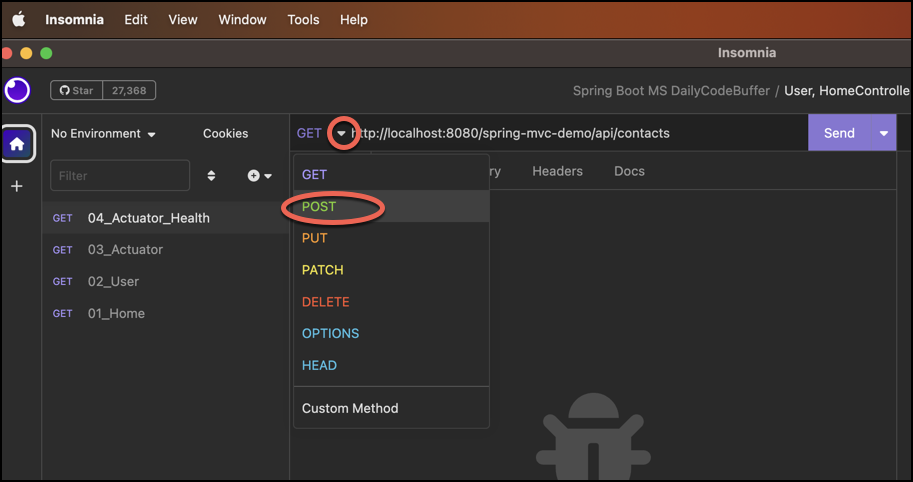 Insomnia Edit View Window Tools Help
Insomnia
Star 27,368
Spring Boot MS DailyCodeBuffer / User, HomeControlle
No Environment Cookies
GET http://localhost:8080/spring-mvc-demo/api/contacts Send
Filter
ry Headers Docs
GET
POST
PUT
PATCH
DELETE
OPTIONS
HEAD
Custom Method
GET 04_Actuator_Health
GET 03_Actuator
GET 02_User
GET 01_Home